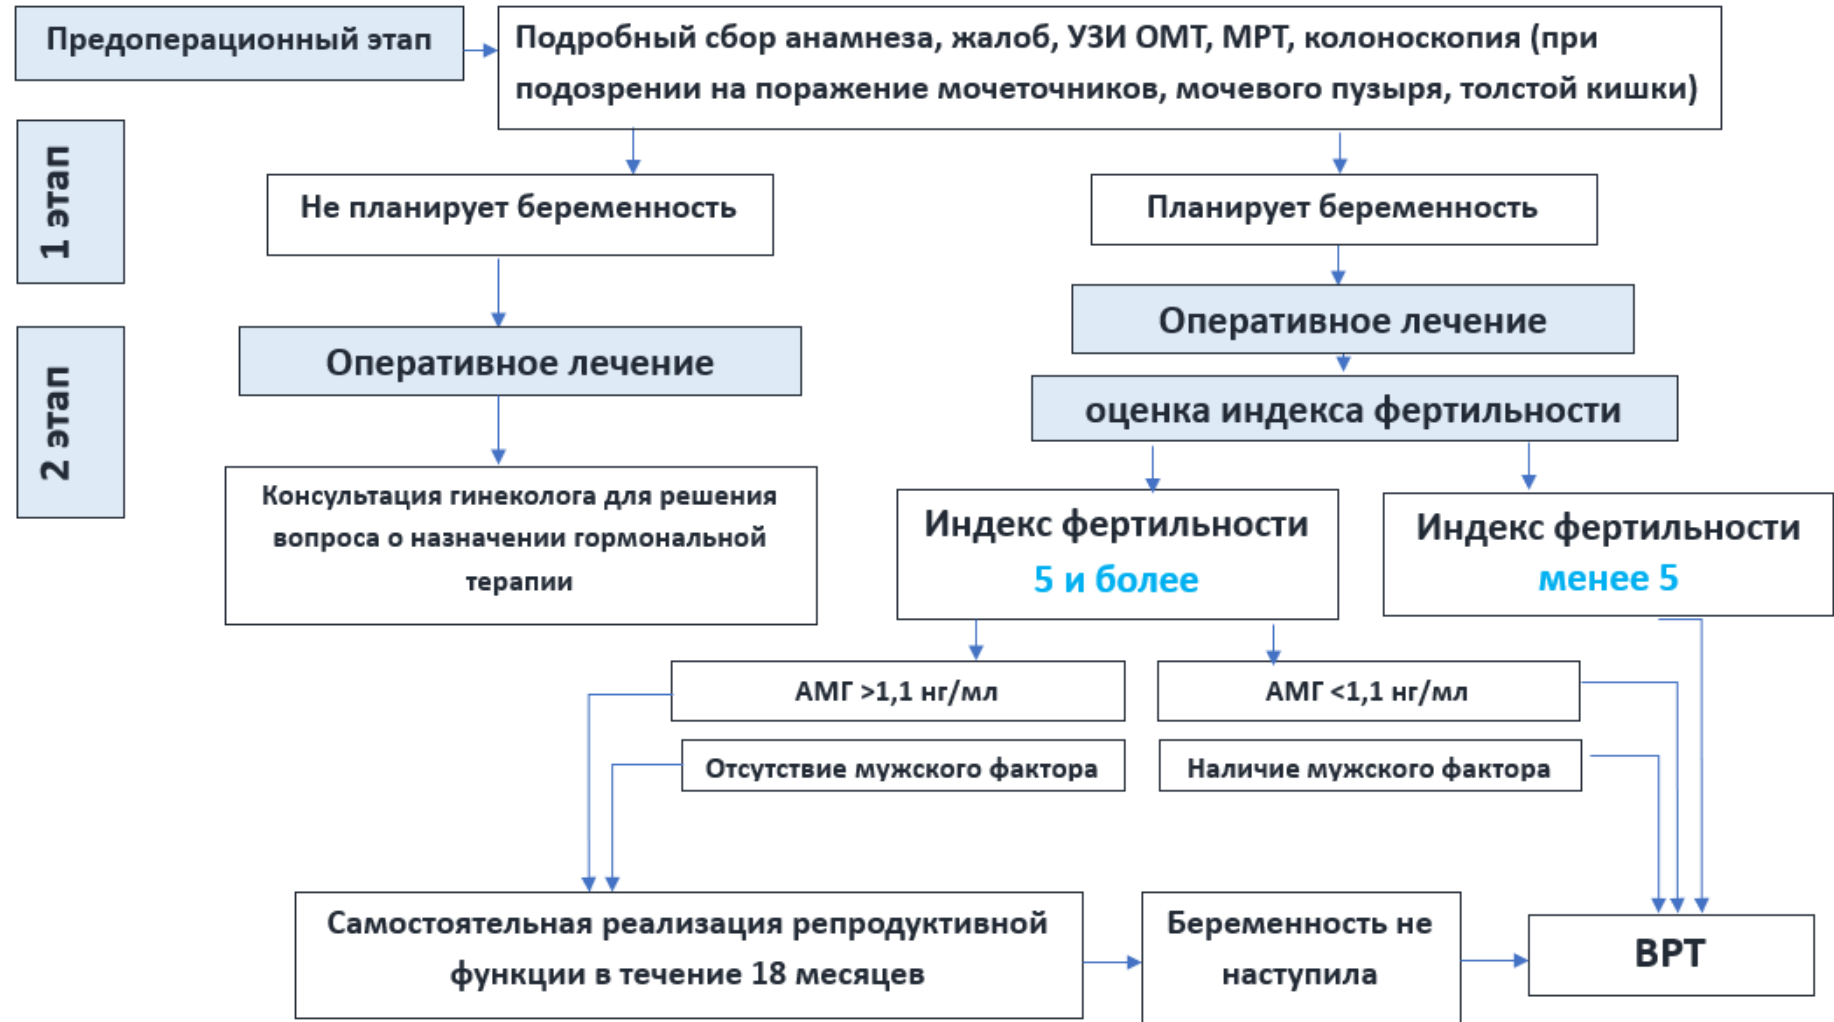 Предоперационный этап
Подробный сбор анамнеза, жалоб, УЗИ ОМТ, МРТ, колоноскопия (при
подозрении на поражение мочеточников, мочевого пузыря, толстой кишки)
1 этап
Не планирует беременность
Планирует беременность
Оперативное лечение
2 этап
Оперативное лечение
оценка индекса фертильности
Консультация гинеколога для решения
вопроса о назначении гормональной
терапии
Индекс фертильности
5 и более
Индекс фертильности
менее 5
АМГ >1,1 нг/мл
АМГ <1,1 нг/мл
Отсутствие мужского фактора
Наличие мужского фактора
Самостоятельная реализация репродуктивной
функции в течение 18 месяцев
Беременность не
наступила
ВРТ